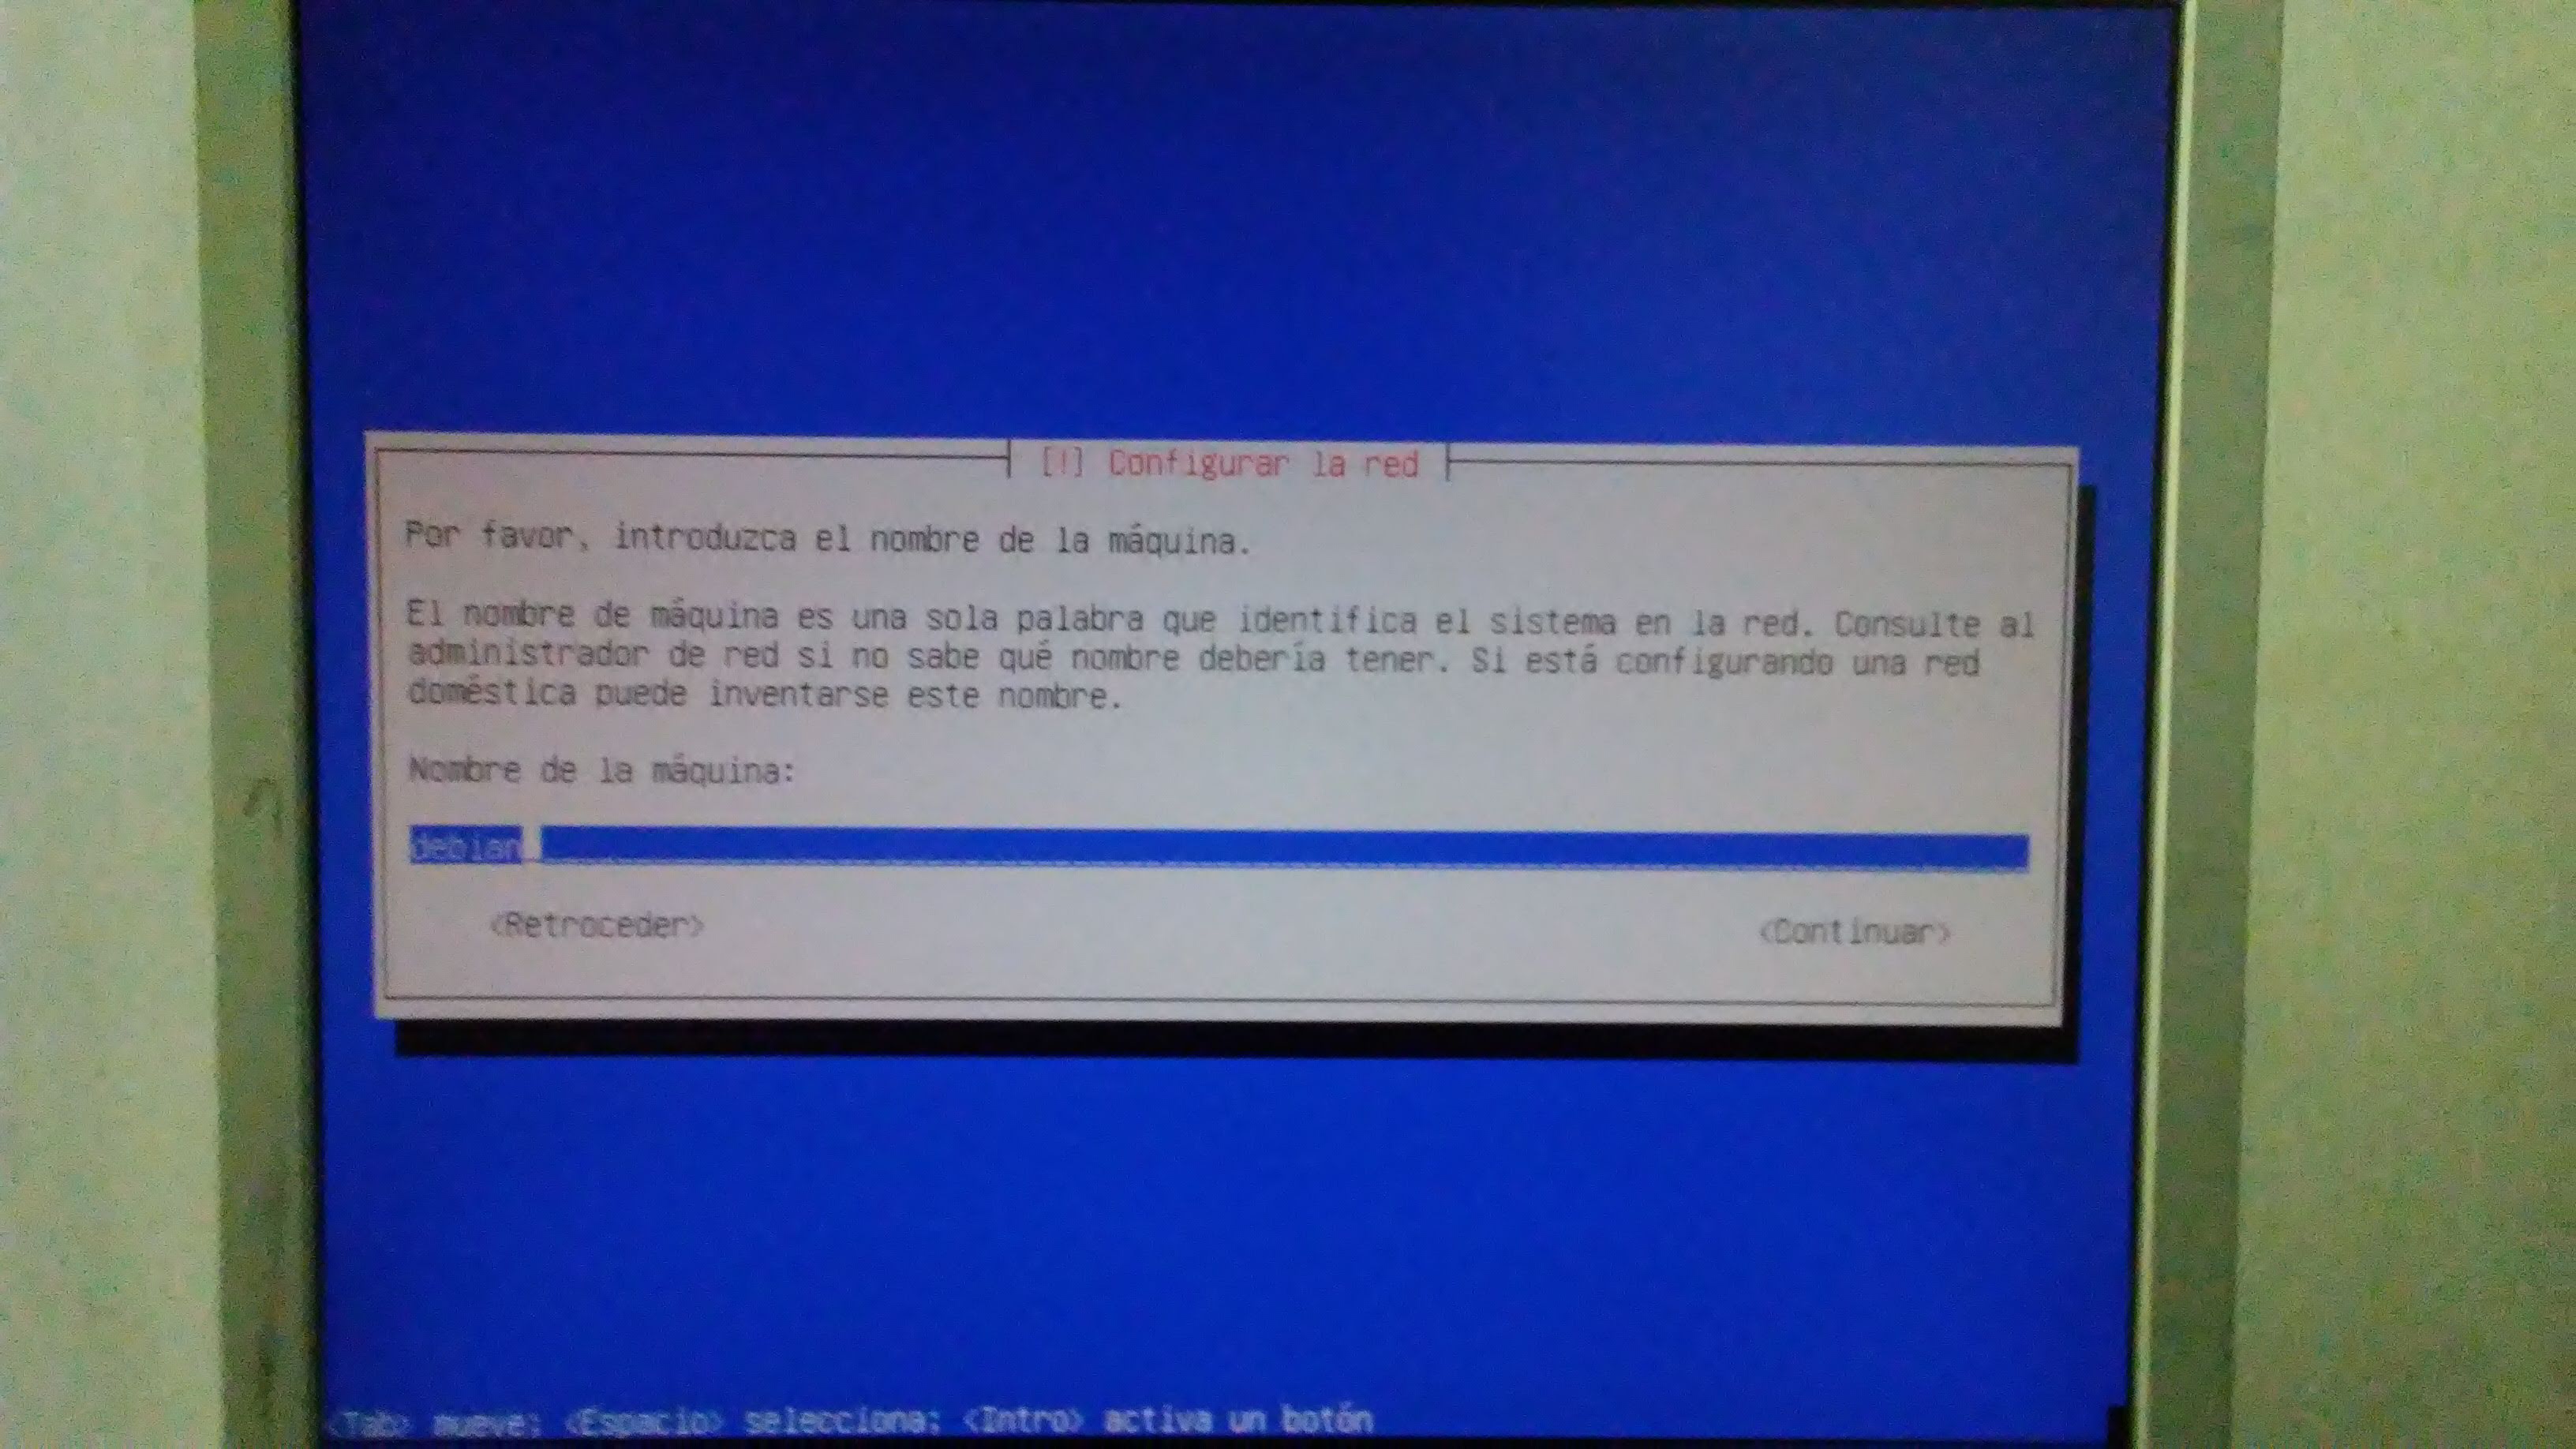 [!] Configurar la red
Por favor, introduzca el nombre de la máquina.
El nombre de máquina es una sola palabra que identifica el sistema en la red. Consulte al
administrador de red si no sabe qué nombre debería tener. Si está configurando una red
doméstica puede inventarse este nombre.
Nombre de la máquina:
debian
<Retroceder> <Continuar>
<Tab> mueve; <Espacio> selecciona; <Intro> activa un botón